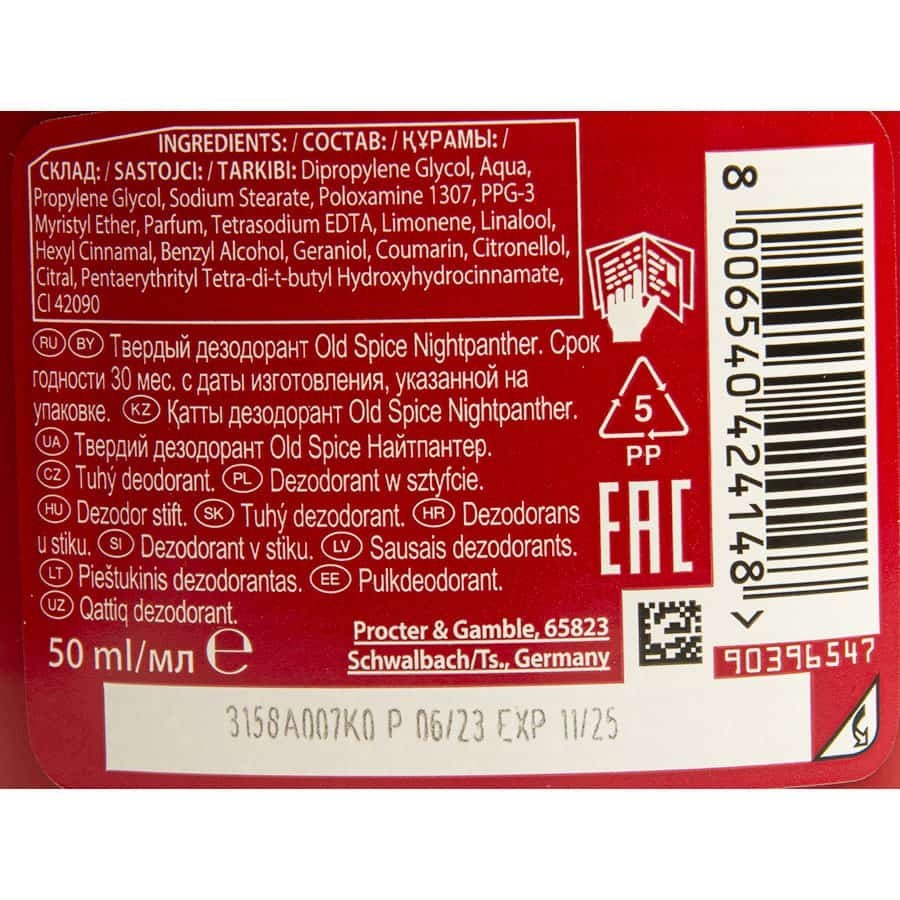 INGREDIENTS: / СОСТАВ: / ҚҰРАМЫ: /
СКЛАД: / SASTOJCI: / TARKIBI: Dipropylene Glycol, Aqua,
Propylene Glycol, Sodium Stearate, Poloxamine 1307, PPG-3
Myristyl Ether, Parfum, Tetrasodium EDTA, Limonene, Linalool,
Hexyl Cinnamal, Benzyl Alcohol, Geraniol, Coumarin, Citronellol,
Citral, Pentaerythrityl Tetra-di-t-butyl Hydroxyhydrocinnamate,
CI 42090
RU BY Твердый дезодорант Old Spice Nightpanther. Срок
годности 30 мес. с даты изготовления, указанной на
упаковке. KZ Қатты дезодорант Old Spice Nightpanther.
UA Твердий дезодорант Old Spice Найтпантер.
CZ Tuhý deodorant. PL Dezodorant w sztyfcie.
HU Dezodor stift. SK Tuhý dezodorant. HR Dezodorans
u stiku. SI Dezodorant v stiku. LV Sausais dezodorants.
LT Pieštukinis dezodorantas. EE Pulkdeodorant.
UZ Qattiq dezodorant.
50 ml/мл e
Procter & Gamble, 65823
Schwalbach/Ts., Germany
5
PP
EAC
8 006540 424148 >
90396547
3158A007K0 P 06/23 EXP 11/25